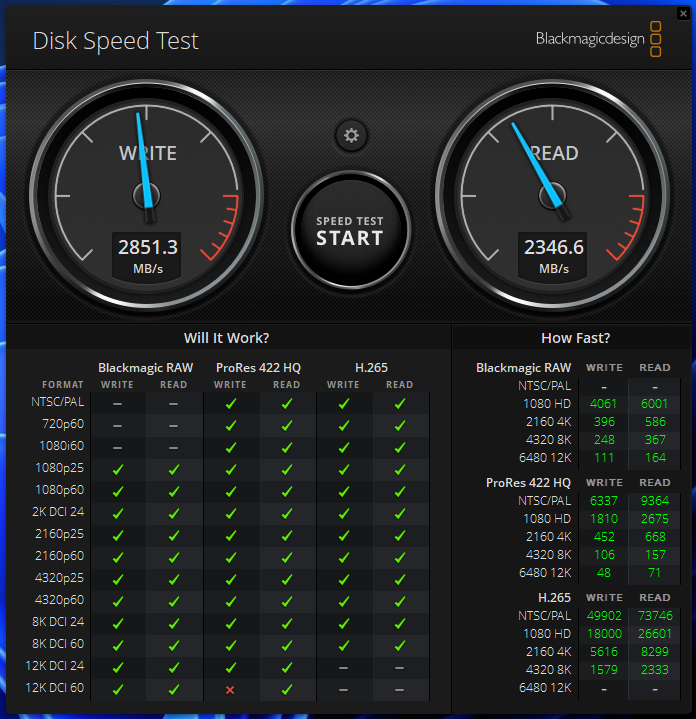 Disk Speed Test
Blackmagicdesign
WRITE
2851.3
MB/s
SPEED TEST
START
READ
2346.6
MB/s
Will It Work?
Blackmagic RAW ProRes 422 HQ H.265
FORMAT WRITE READ WRITE READ WRITE READ
NTSC/PAL – – ✓ ✓ ✓ ✓
720p60 – – ✓ ✓ ✓ ✓
1080i60 – – ✓ ✓ ✓ ✓
1080p25 ✓ ✓ ✓ ✓ ✓ ✓
1080p60 ✓ ✓ ✓ ✓ ✓ ✓
2K DCI 24 ✓ ✓ ✓ ✓ ✓ ✓
2160p25 ✓ ✓ ✓ ✓ ✓ ✓
2160p60 ✓ ✓ ✓ ✓ ✓ ✓
4320p25 ✓ ✓ ✓ ✓ ✓ ✓
4320p60 ✓ ✓ ✓ ✓ ✓ ✓
8K DCI 24 ✓ ✓ ✓ ✓ ✓ ✓
8K DCI 60 ✓ ✓ ✓ ✓ ✓ ✓
12K DCI 24 ✓ ✓ ✓ ✓ – –
12K DCI 60 ✓ ✓ × ✓ – –
How Fast?
Blackmagic RAW WRITE READ
NTSC/PAL – –
1080 HD 4061 6001
2160 4K 396 586
4320 8K 248 367
6480 12K 111 164
ProRes 422 HQ WRITE READ
NTSC/PAL 6337 9364
1080 HD 1810 2675
2160 4K 452 668
4320 8K 106 157
6480 12K 48 71
H.265 WRITE READ
NTSC/PAL 49902 73746
1080 HD 18000 26601
2160 4K 5616 8299
4320 8K 1579 2333
6480 12K – –